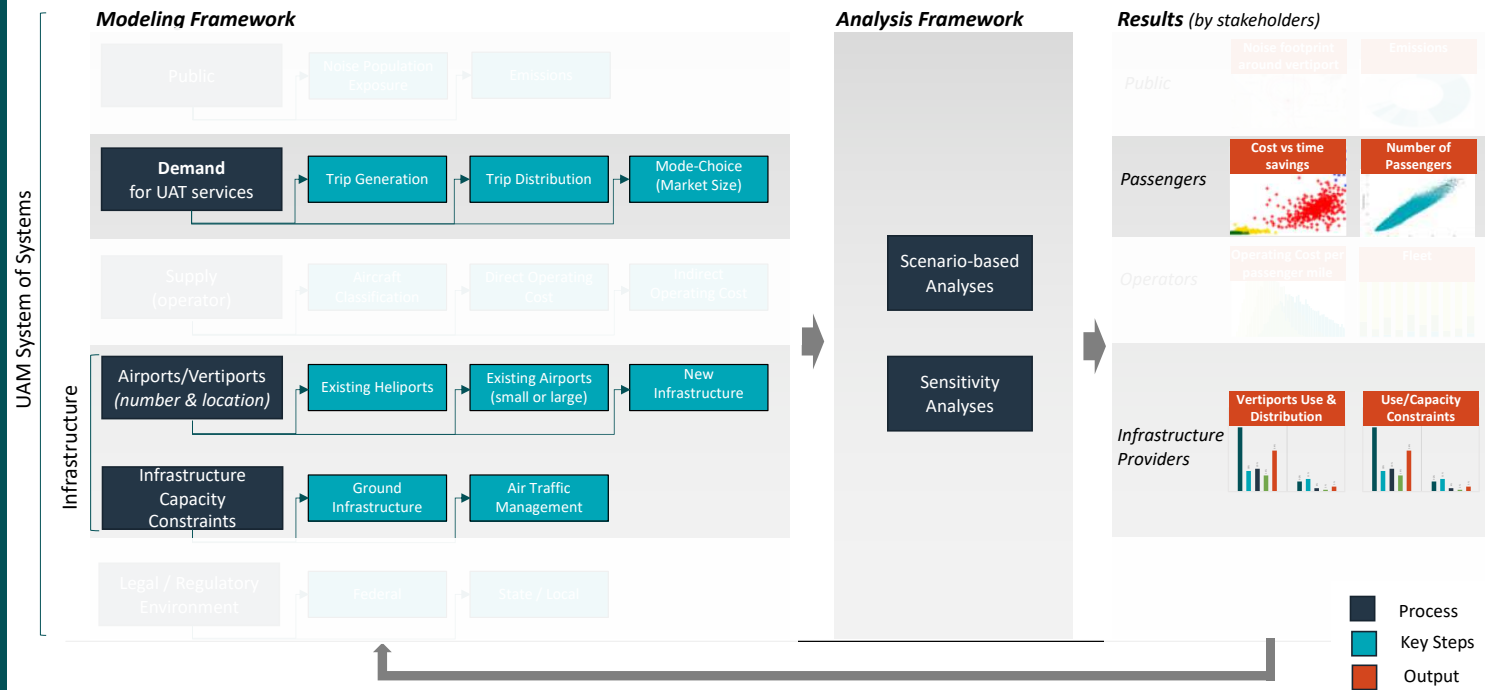 Modeling Framework
Analysis Framework
Results (by stakeholders)
UAM System of Systems
Public
Noise Population
Exposure
Emissions
Demand
for UAT services
Trip Generation
Trip Distribution
Mode-Choice
(Market Size)
Supply
(operator)
Aircraft
Classification
Direct Operating
Cost
Indirect
Operating Cost
Infrastructure
Airports/Vertiports
(number & location)
Existing Heliports
Existing Airports
(small or large)
New
Infrastructure
Infrastructure
Capacity
Constraints
Ground
Infrastructure
Air Traffic
Management
Legal / Regulatory
Environment
Federal
State / Local
Scenario-based
Analyses
Sensitivity
Analyses
Public
Noise footprint
around vertiport
Emissions
Passengers
Cost vs time
savings
Number of
Passengers
Operators
Operating Cost per
passenger mile
Fleet
Infrastructure
Providers
Vertiports Use &
Distribution
Use/Capacity
Constraints
Process
Key Steps
Output